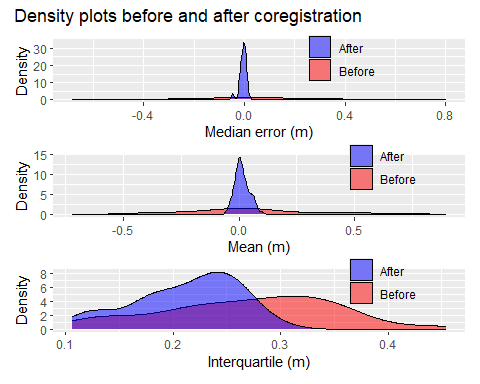 Density plots before and after coregistration
Density
30
20
10
0
After
Before
-0.4
0.0
0.4
0.8
Median error (m)
Density
15
10
5
0
After
Before
-0.5
0.0
0.5
Mean (m)
Density
8
6
4
2
0
After
Before
0.1
0.2
0.3
0.4
Interquartile (m)